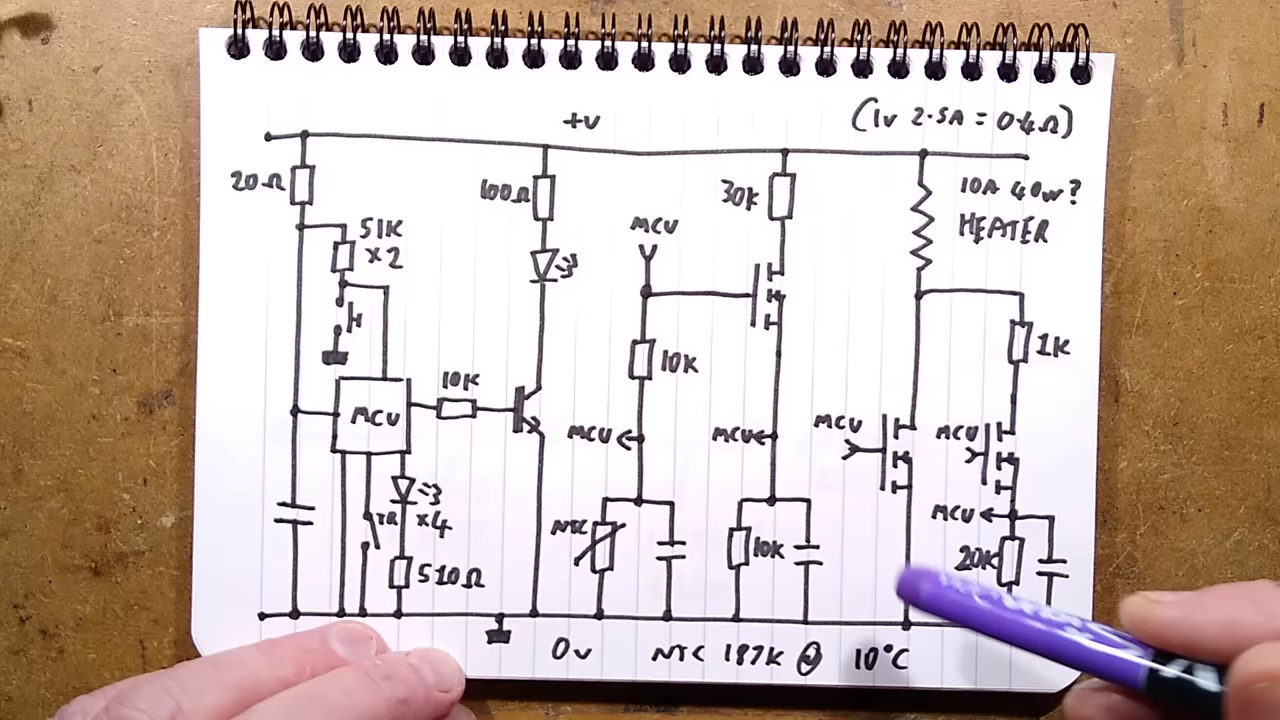 +V
(1V 2.5A = 0.4Ω)
20Ω
51K
x2
100Ω
30K
MCU
10A 40W?
HEATER
10K
MCU
10K
1K
MCU
MCU
MCU
MCU
MCU
NTC
10K
20K
TR
x4
510Ω
0V
NTC 187K @ 10°C